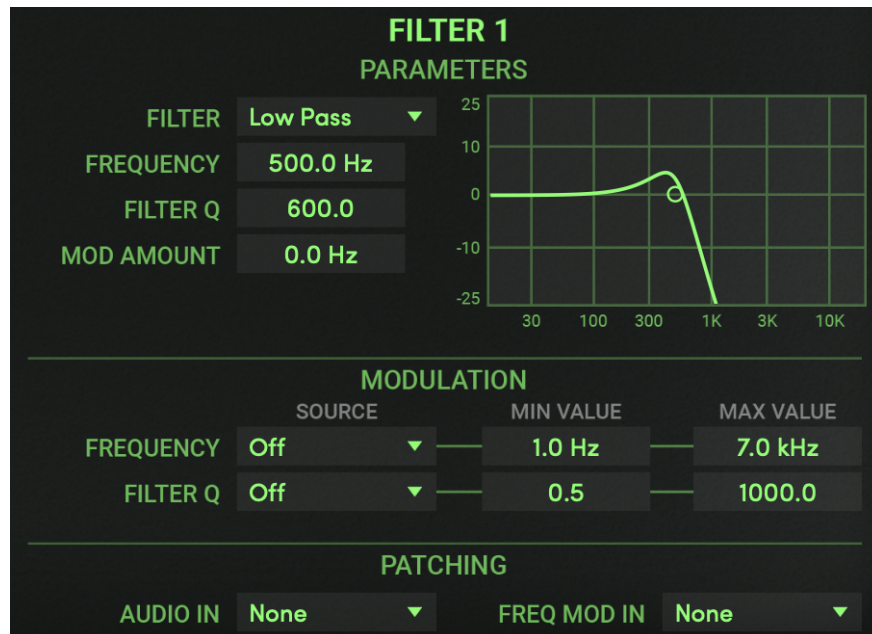 FILTER 1
PARAMETERS
FILTER Low Pass
FREQUENCY 500.0 Hz
FILTER Q 600.0
MOD AMOUNT 0.0 Hz
25
10
0
-10
-25
30 100 300 1K 3K 10K
MODULATION
SOURCE MIN VALUE MAX VALUE
FREQUENCY Off 1.0 Hz 7.0 kHz
FILTER Q Off 0.5 1000.0
PATCHING
AUDIO IN None FREQ MOD IN None